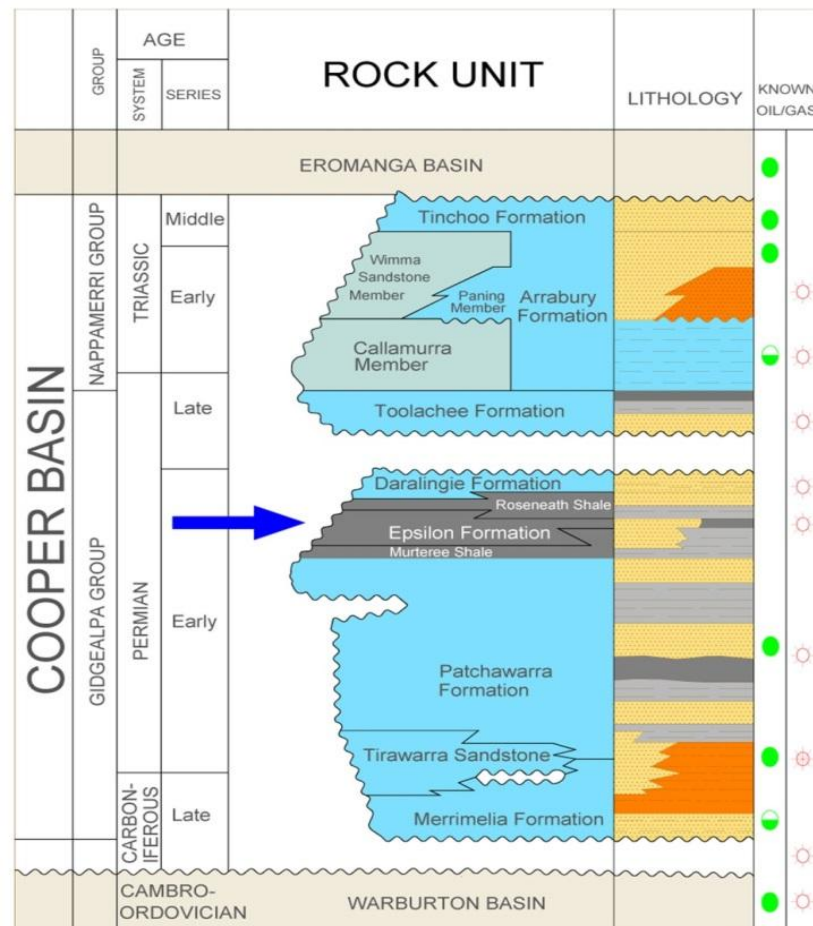 AGE
GROUP
SYSTEM
SERIES
ROCK UNIT
LITHOLOGY
KNOWN
OIL/GAS
EROMANGA BASIN
COOPER BASIN
NAPPAMERRI GROUP
GIDGEALPA GROUP
TRIASSIC
PERMIAN
CARBON-
IFEROUS
Middle
Early
Late
Early
Late
Tinchoo Formation
Wimma
Sandstone
Member
Paning
Member
Arrabury
Formation
Callamurra
Member
Toolachee Formation
Daralingie Formation
Roseneath Shale
Epsilon Formation
Murteree Shale
Patchawarra
Formation
Tirawarra Sandstone
Merrimelia Formation
CAMBRO-
ORDOVICIAN
WARBURTON BASIN